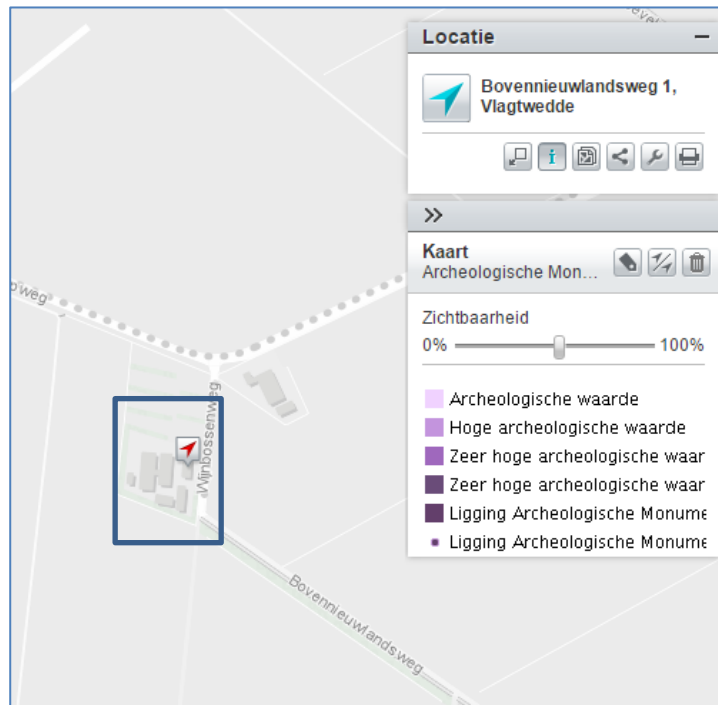 Locatie
Bovennieuwlandsweg 1,
Vlagtwedde
Kaart
Archeologische Mon...
Zichtbaarheid
0%
100%
Archeologische waarde
Hoge archeologische waarde
Zeer hoge archeologische waar
Zeer hoge archeologische waar
Ligging Archeologische Monume
Ligging Archeologische Monume
weg
Wijnbossenweg
Bovennieuwlandsweg